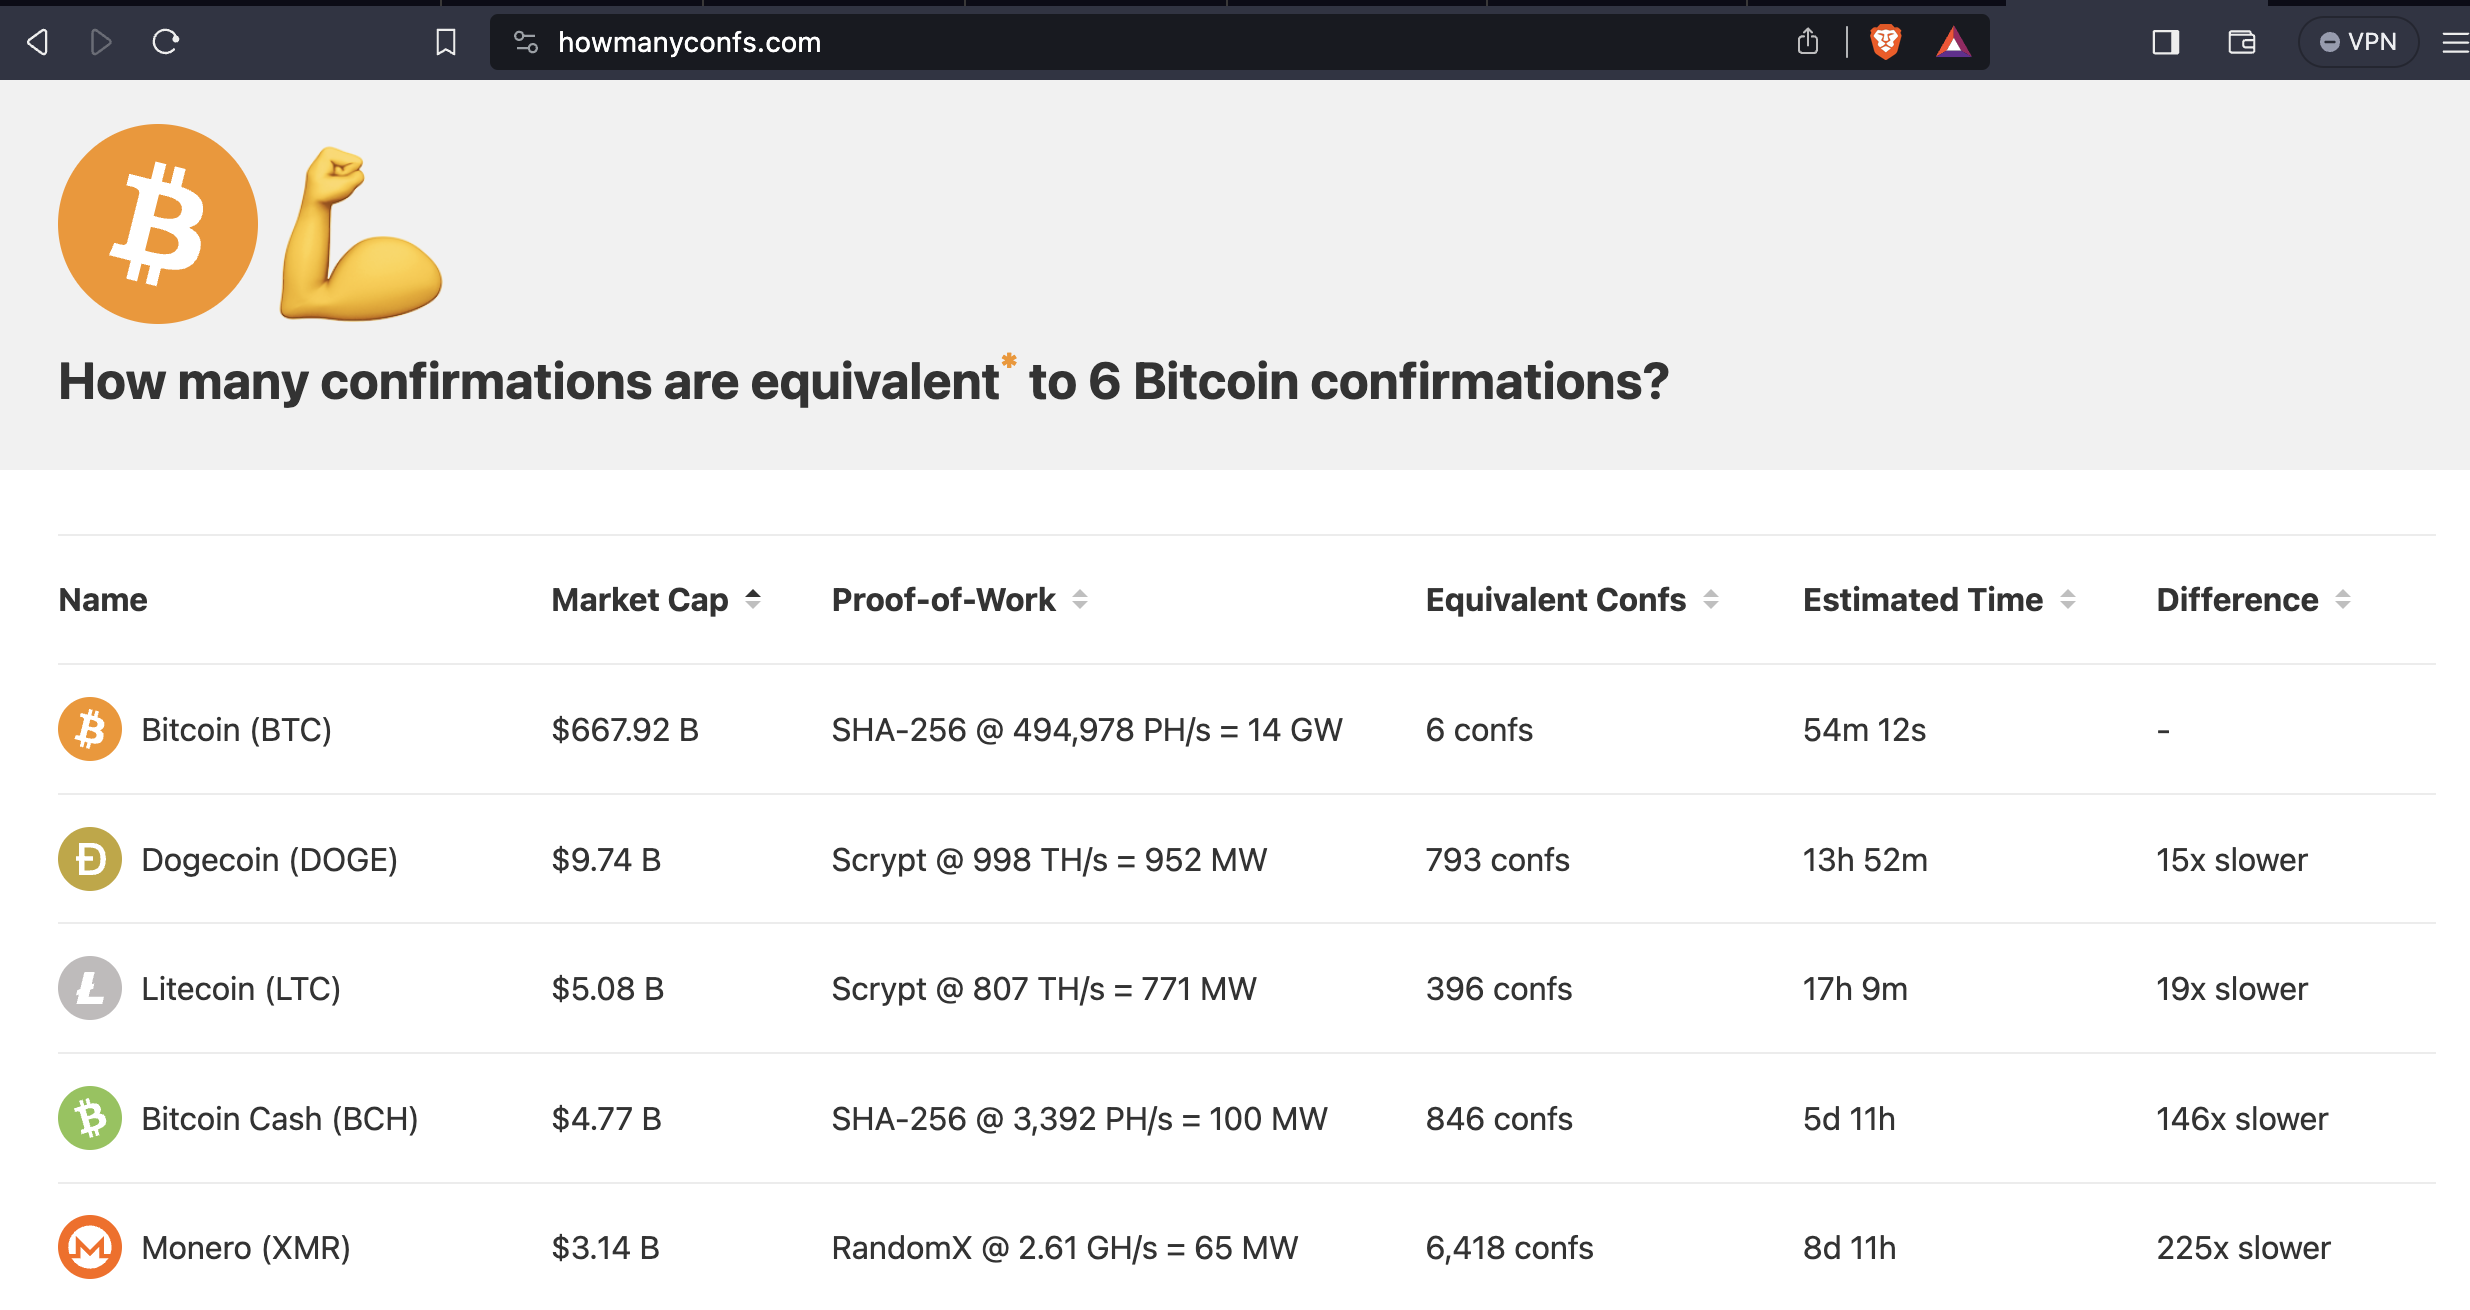 howmanyconfs.com
VPN
How many confirmations are equivalent* to 6 Bitcoin confirmations?
Name Market Cap Proof-of-Work Equivalent Confs Estimated Time Difference
Bitcoin (BTC) $667.92 B SHA-256 @ 494,978 PH/s = 14 GW 6 confs 54m 12s -
Dogecoin (DOGE) $9.74 B Scrypt @ 998 TH/s = 952 MW 793 confs 13h 52m 15x slower
Litecoin (LTC) $5.08 B Scrypt @ 807 TH/s = 771 MW 396 confs 17h 9m 19x slower
Bitcoin Cash (BCH) $4.77 B SHA-256 @ 3,392 PH/s = 100 MW 846 confs 5d 11h 146x slower
Monero (XMR) $3.14 B RandomX @ 2.61 GH/s = 65 MW 6,418 confs 8d 11h 225x slower